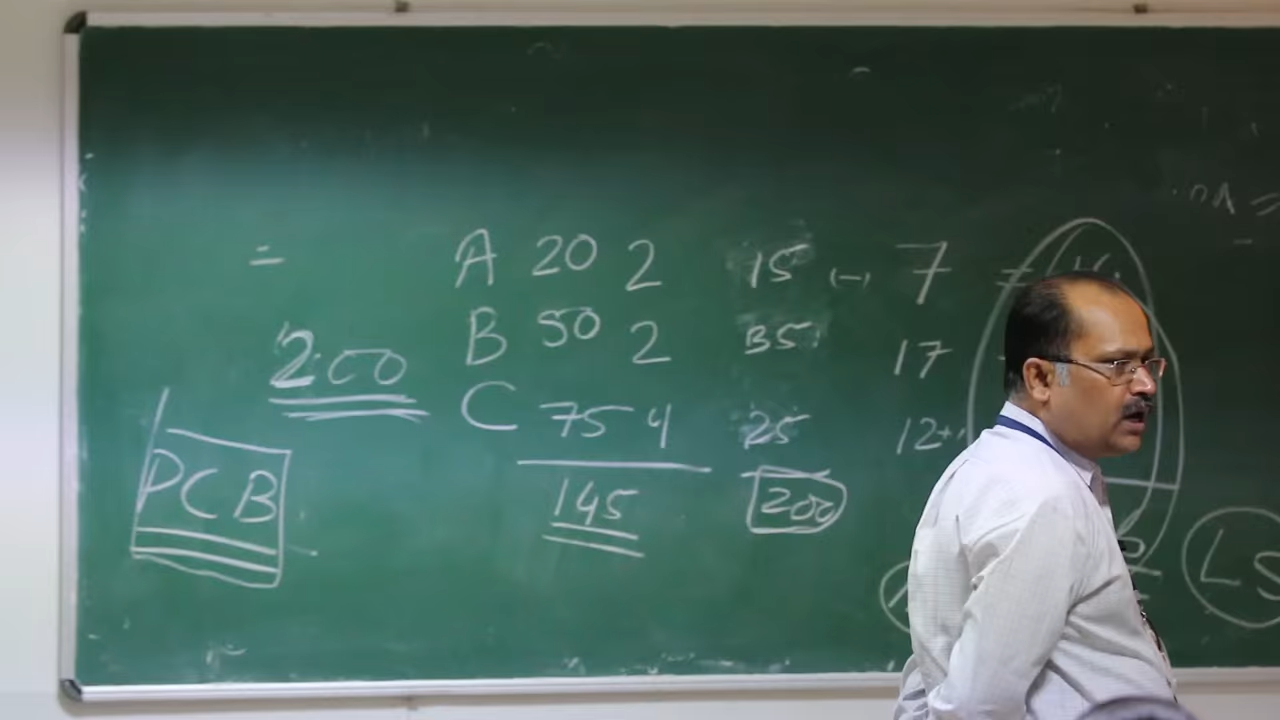 =
A 20 2 15 (-) 7 =
200 B 50 2 35 17
C 75 4 25 12
PCB 145 200
LS